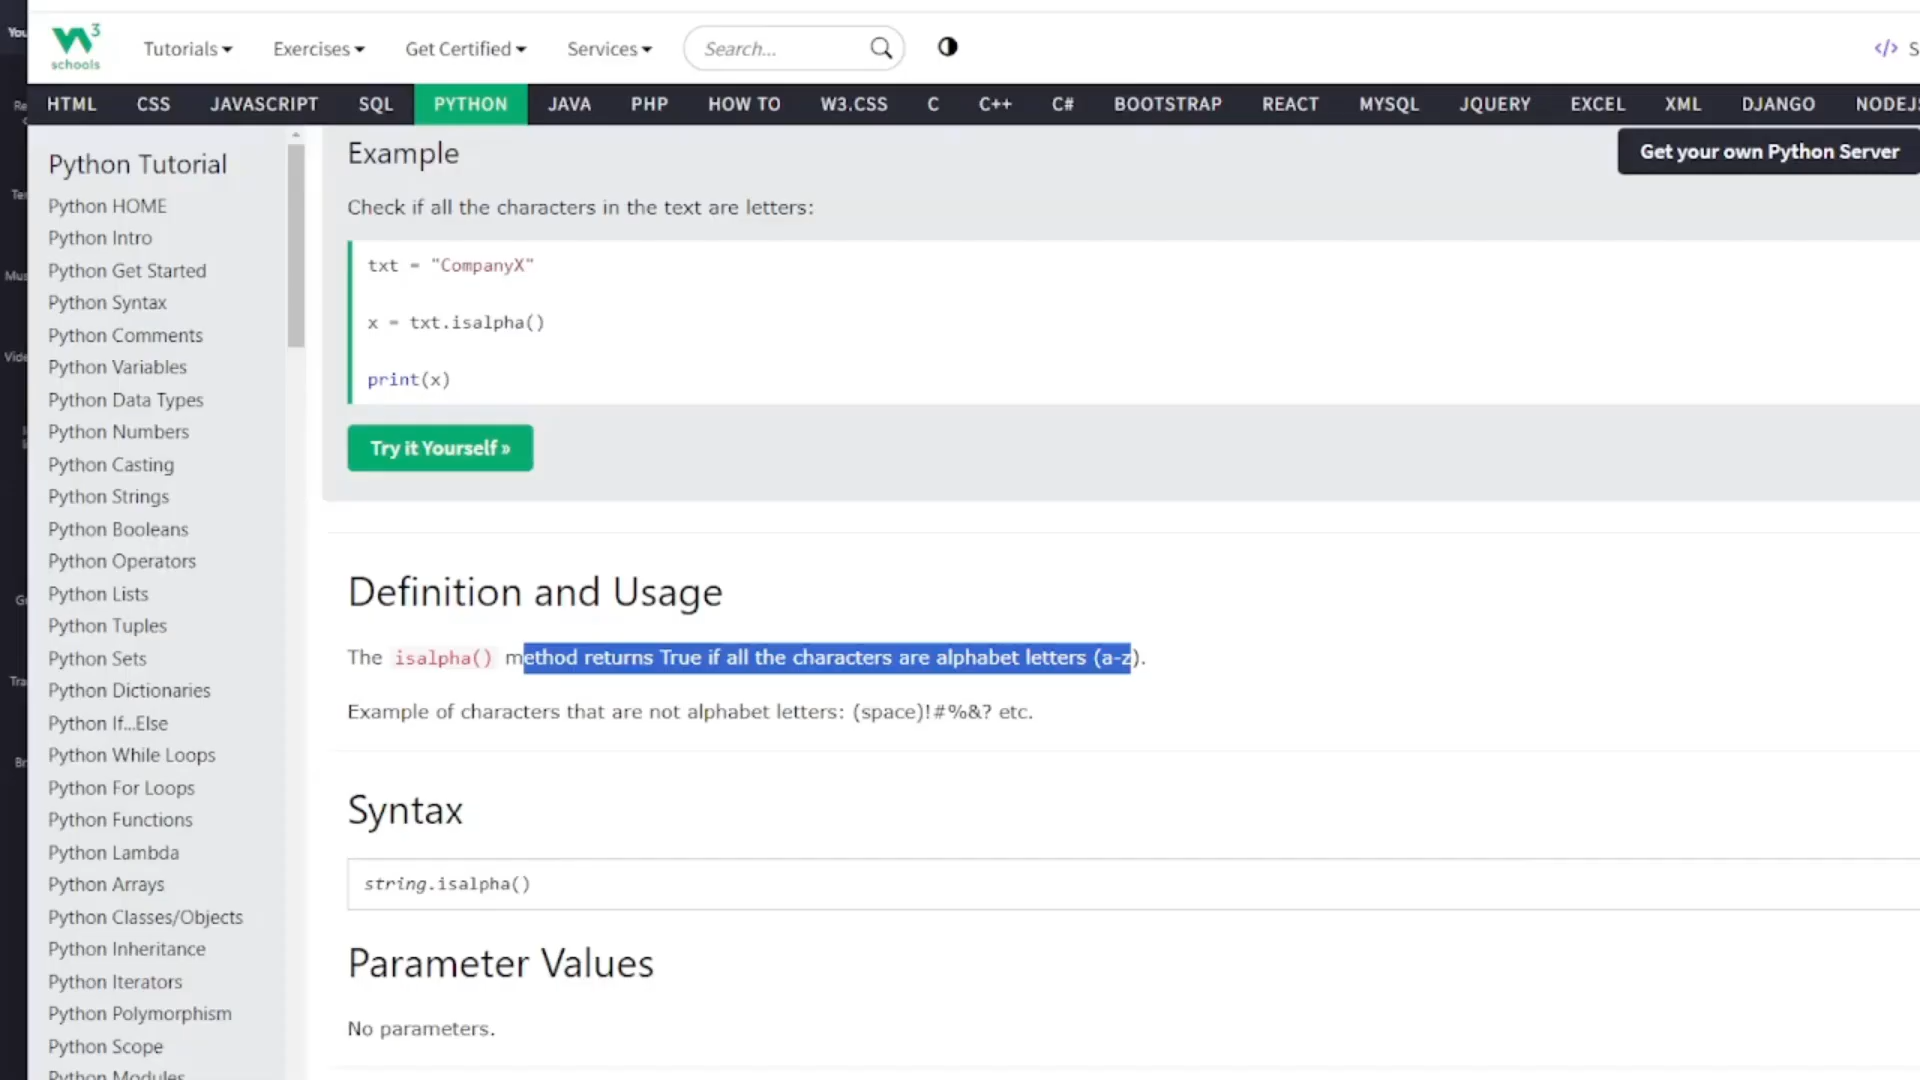 W3 schools
Tutorials Exercises Get Certified Services Search...
HTML CSS JAVASCRIPT SQL PYTHON JAVA PHP HOW TO W3.CSS C C++ C# BOOTSTRAP REACT MYSQL JQUERY EXCEL XML DJANGO
Python Tutorial
Python HOME
Python Intro
Python Get Started
Python Syntax
Python Comments
Python Variables
Python Data Types
Python Numbers
Python Casting
Python Strings
Python Booleans
Python Operators
Python Lists
Python Tuples
Python Sets
Python Dictionaries
Python If...Else
Python While Loops
Python For Loops
Python Functions
Python Lambda
Python Arrays
Python Classes/Objects
Python Inheritance
Python Iterators
Python Polymorphism
Python Scope
Python Modules
Example
Get your own Python Server
Check if all the characters in the text are letters:
txt = "CompanyX"
x = txt.isalpha()
print(x)
Try it Yourself »
Definition and Usage
The isalpha() method returns True if all the characters are alphabet letters (a-z).
Example of characters that are not alphabet letters: (space)!#%&? etc.
Syntax
string.isalpha()
Parameter Values
No parameters.